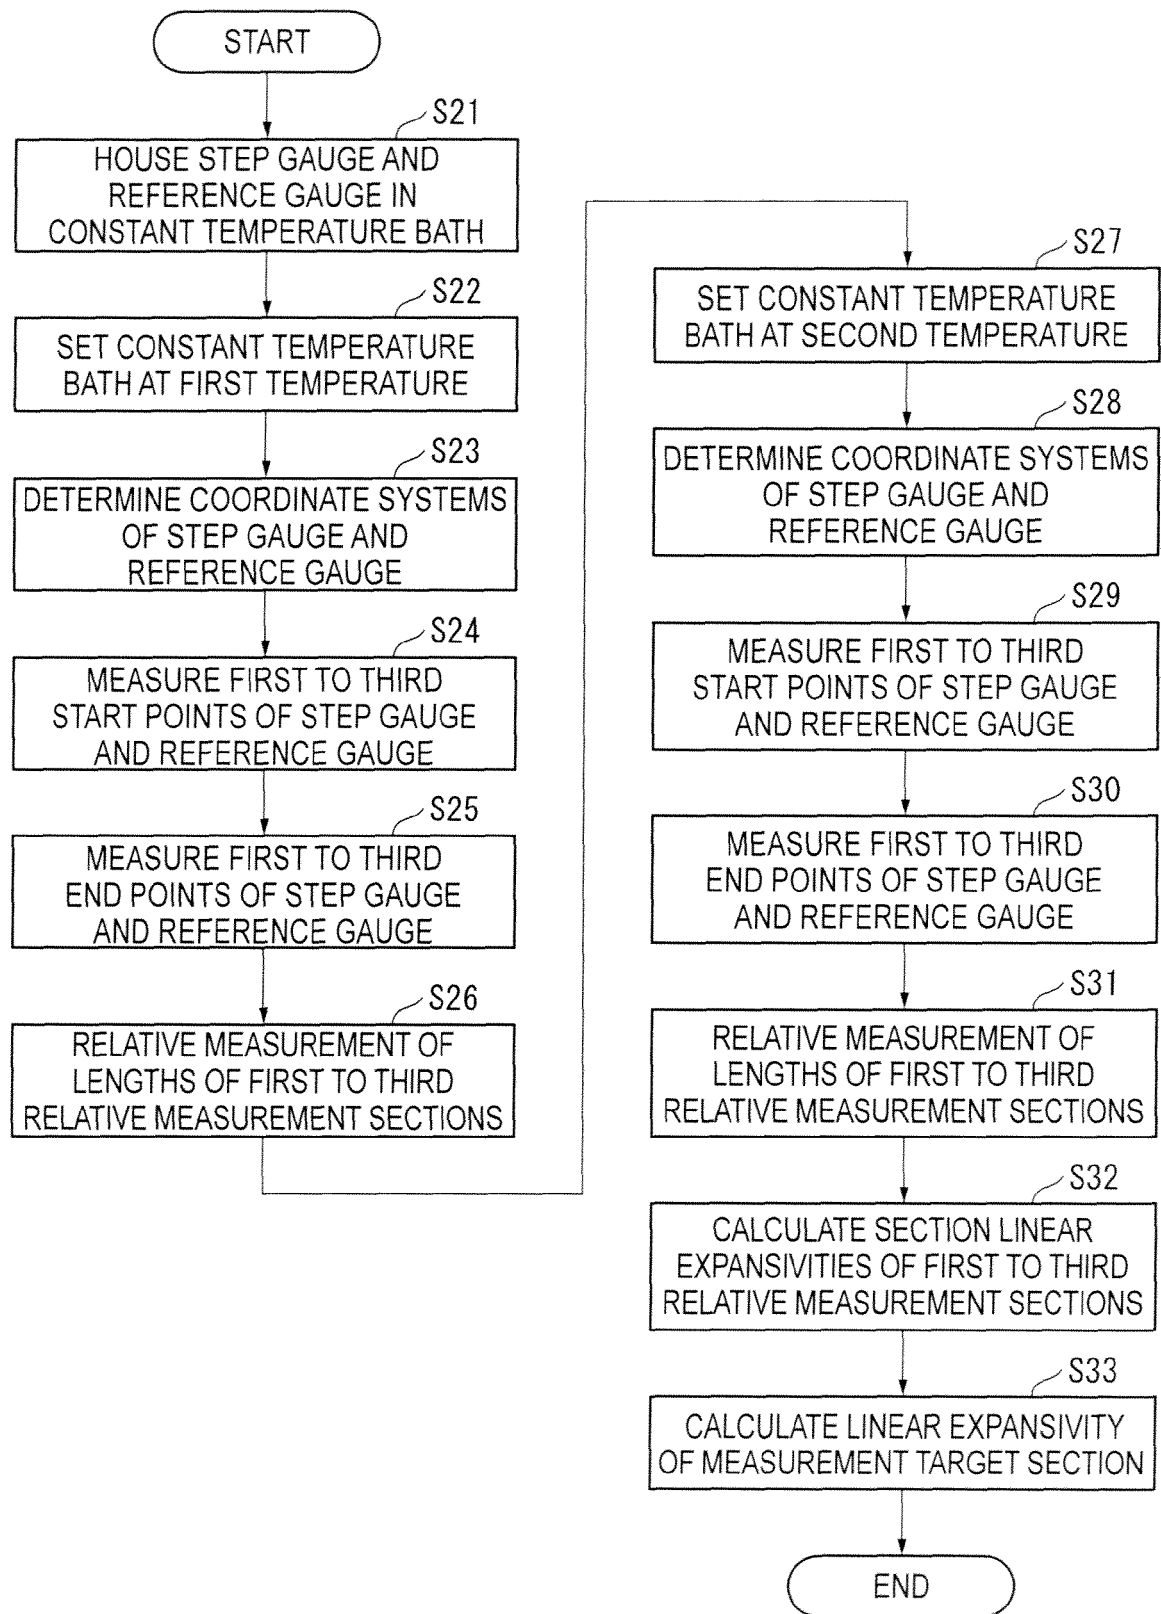 START
S21
HOUSE STEP GAUGE AND
REFERENCE GAUGE IN
CONSTANT TEMPERATURE BATH
S22
SET CONSTANT TEMPERATURE
BATH AT FIRST TEMPERATURE
S23
DETERMINE COORDINATE SYSTEMS
OF STEP GAUGE AND
REFERENCE GAUGE
S24
MEASURE FIRST TO THIRD
START POINTS OF STEP GAUGE
AND REFERENCE GAUGE
S25
MEASURE FIRST TO THIRD
END POINTS OF STEP GAUGE
AND REFERENCE GAUGE
S26
RELATIVE MEASUREMENT OF
LENGTHS OF FIRST TO THIRD
RELATIVE MEASUREMENT SECTIONS
S27
SET CONSTANT TEMPERATURE
BATH AT SECOND TEMPERATURE
S28
DETERMINE COORDINATE SYSTEMS
OF STEP GAUGE AND
REFERENCE GAUGE
S29
MEASURE FIRST TO THIRD
START POINTS OF STEP GAUGE
AND REFERENCE GAUGE
S30
MEASURE FIRST TO THIRD
END POINTS OF STEP GAUGE
AND REFERENCE GAUGE
S31
RELATIVE MEASUREMENT OF
LENGTHS OF FIRST TO THIRD
RELATIVE MEASUREMENT SECTIONS
S32
CALCULATE SECTION LINEAR
EXPANSIVITIES OF FIRST TO THIRD
RELATIVE MEASUREMENT SECTIONS
S33
CALCULATE LINEAR EXPANSIVITY
OF MEASUREMENT TARGET SECTION
END